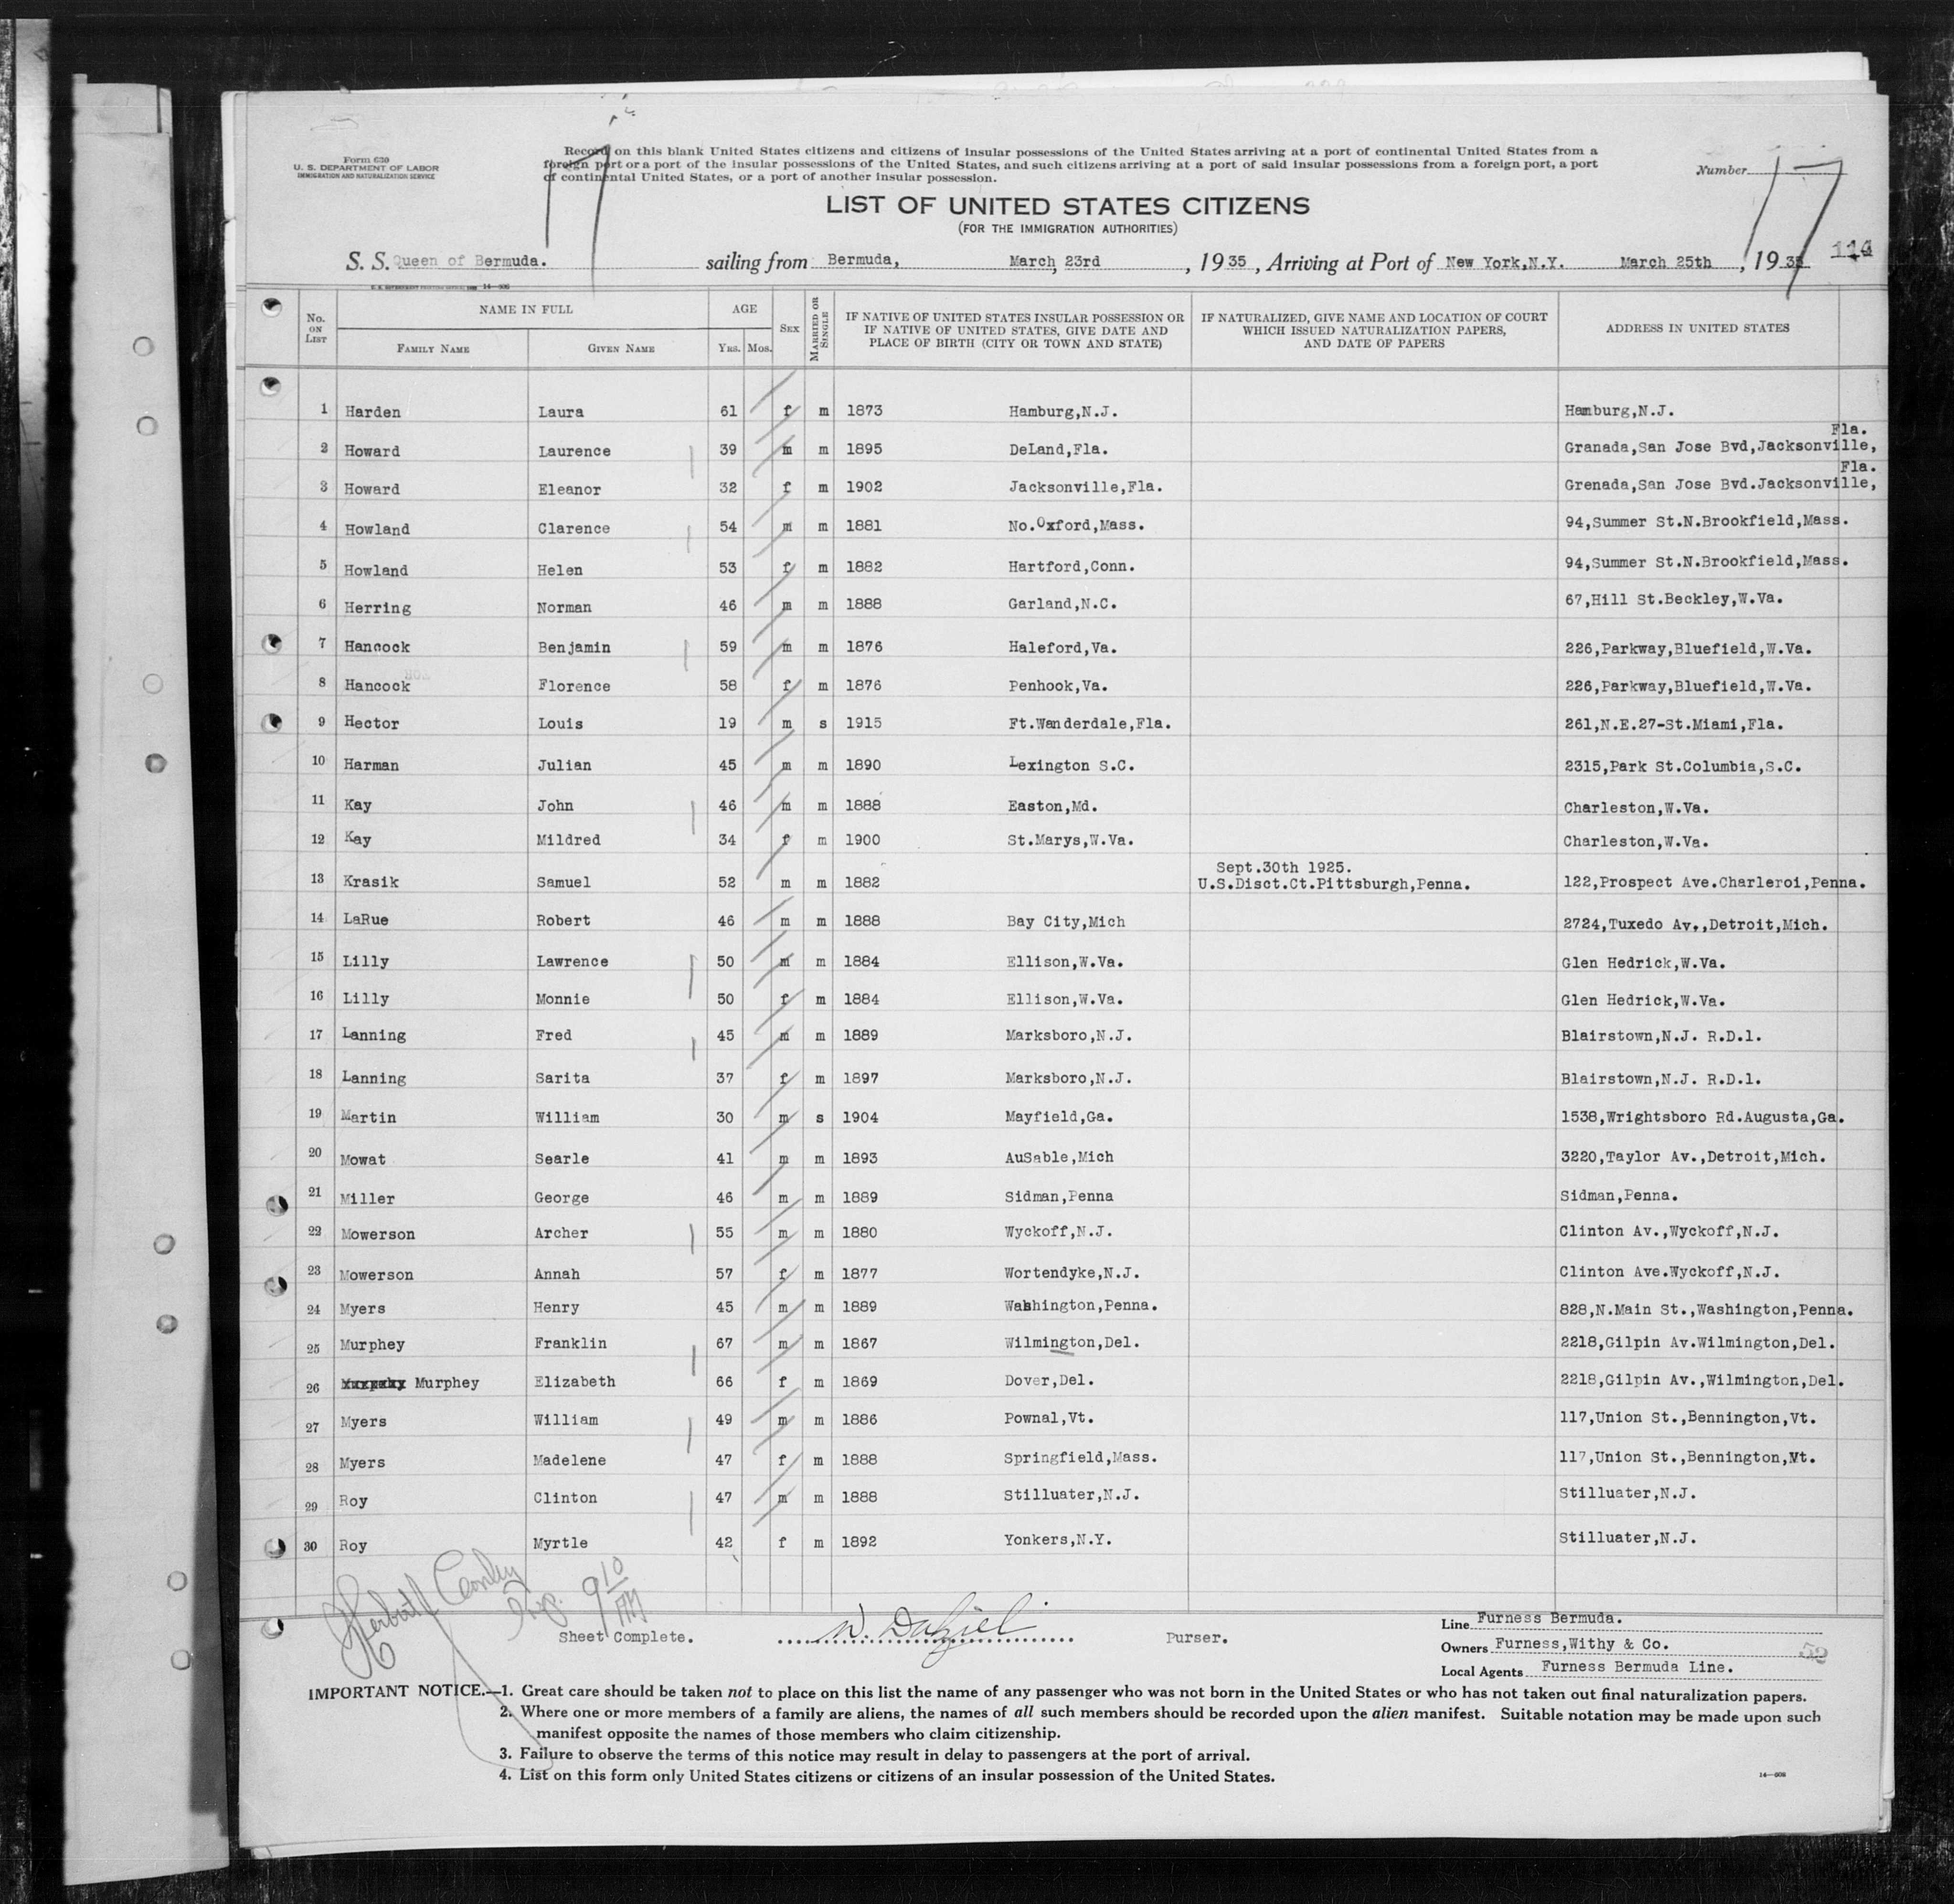 Form 630
U. S. DEPARTMENT OF LABOR
IMMIGRATION AND NATURALIZATION SERVICE
Record on this blank United States citizens and citizens of insular possessions of the United States arriving at a port of continental United States from a
foreign port or a port of the insular possessions of the United States, and such citizens arriving at a port of said insular possessions from a foreign port, a port
of continental United States, or a port of another insular possession.
Number 17
LIST OF UNITED STATES CITIZENS
(FOR THE IMMIGRATION AUTHORITIES)
S. S. Queen of Bermuda. sailing from Bermuda, March, 23rd, 1935, Arriving at Port of New York,N.Y. March 25th, 1935
No. ON LIST NAME IN FULL FAMILY NAME GIVEN NAME AGE YRS. MOS. SEX MARRIED OR SINGLE IF NATIVE OF UNITED STATES INSULAR POSSESSION OR IF NATIVE OF UNITED STATES, GIVE DATE AND PLACE OF BIRTH (CITY OR TOWN AND STATE) IF NATURALIZED, GIVE NAME AND LOCATION OF COURT WHICH ISSUED NATURALIZATION PAPERS, AND DATE OF PAPERS ADDRESS IN UNITED STATES
1 Harden Laura 61 f m 1873 Hamburg,N.J. Hamburg,N.J.
Fla.
2 Howard Laurence 39 m m 1895 DeLand,Fla. Granada,San Jose Bvd,Jacksonville,
Fla.
3 Howard Eleanor 32 f m 1902 Jacksonville,Fla. Grenada,San Jose Bvd.Jacksonville,
4 Howland Clarence 54 m m 1881 No.Oxford,Mass. 94,Summer St.N.Brookfield,Mass.
5 Howland Helen 53 f m 1882 Hartford,Conn. 94,Summer St.N.Brookfield,Mass.
6 Herring Norman 46 m m 1888 Garland,N.C. 67,Hill St.Beckley,W.Va.
7 Hancock Benjamin 59 m m 1876 Haleford,Va. 226,Parkway,Bluefield,W.Va.
8 Hancock Florence 58 f m 1876 Penhook,Va. 226,Parkway,Bluefield,W.Va.
9 Hector Louis 19 m s 1915 Ft.Wanderdale,Fla. 261,N.E.27-St.Miami,Fla.
10 Harman Julian 45 m m 1890 Lexington S.C. 2315,Park St.Columbia,S.C.
11 Kay John 46 m m 1888 Easton,Md. Charleston,W.Va.
12 Kay Mildred 34 f m 1900 St.Marys,W.Va. Charleston,W.Va.
Sept.30th 1925.
13 Krasik Samuel 52 m m 1882 U.S.Disct.Ct.Pittsburgh,Penna. 122,Prospect Ave.Charleroi,Penna.
14 LaRue Robert 46 m m 1888 Bay City,Mich 2724,Tuxedo Av.,Detroit,Mich.
15 Lilly Lawrence 50 m m 1884 Ellison,W.Va. Glen Hedrick,W.Va.
16 Lilly Monnie 50 f m 1884 Ellison,W.Va. Glen Hedrick,W.Va.
17 Lanning Fred 45 m m 1889 Marksboro,N.J. Blairstown,N.J. R.D.l.
18 Lanning Sarita 37 f m 1897 Marksboro,N.J. Blairstown,N.J. R.D.l.
19 Martin William 30 m s 1904 Mayfield,Ga. 1538,Wrightsboro Rd.Augusta,Ga.
20 Mowat Searle 41 m m 1893 AuSable,Mich 3220,Taylor Av.,Detroit,Mich.
21 Miller George 46 m m 1889 Sidman,Penna Sidman,Penna.
22 Mowerson Archer 55 m m 1880 Wyckoff,N.J. Clinton Av.,Wyckoff,N.J.
23 Mowerson Annah 57 f m 1877 Wortendyke,N.J. Clinton Ave.Wyckoff,N.J.
24 Myers Henry 45 m m 1889 Washington,Penna. 828,N.Main St.,Washington,Penna.
25 Murphey Franklin 67 m m 1867 Wilmington,Del. 2218,Gilpin Av.Wilmington,Del.
26 Murphey Elizabeth 66 f m 1869 Dover,Del. 2218,Gilpin Av.,Wilmington,Del.
27 Myers William 49 m m 1886 Pownal,Vt. 117,Union St.,Bennington,Vt.
28 Myers Madelene 47 f m 1888 Springfield,Mass. 117,Union St.,Bennington,Vt.
29 Roy Clinton 47 m m 1888 Stilluater,N.J. Stilluater,N.J.
30 Roy Myrtle 42 f m 1892 Yonkers,N.Y. Stilluater,N.J.
Sheet Complete. W. Dalziel Purser.
Line Furness Bermuda.
Owners Furness,Withy & Co.
52
Local Agents Furness Bermuda Line.
IMPORTANT NOTICE.—1. Great care should be taken not to place on this list the name of any passenger who was not born in the United States or who has not taken out final naturalization papers.
2. Where one or more members of a family are aliens, the names of all such members should be recorded upon the alien manifest. Suitable notation may be made upon such
manifest opposite the names of those members who claim citizenship.
3. Failure to observe the terms of this notice may result in delay to passengers at the port of arrival.
4. List on this form only United States citizens or citizens of an insular possession of the United States.